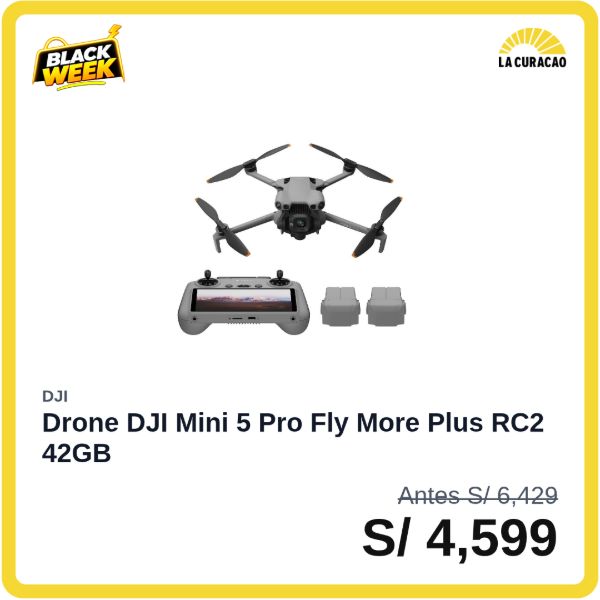 BLACK
WEEK
LA CURACAO
DJI
Drone DJI Mini 5 Pro Fly More Plus RC2
42GB
Antes S/ 6,429
S/ 4,599